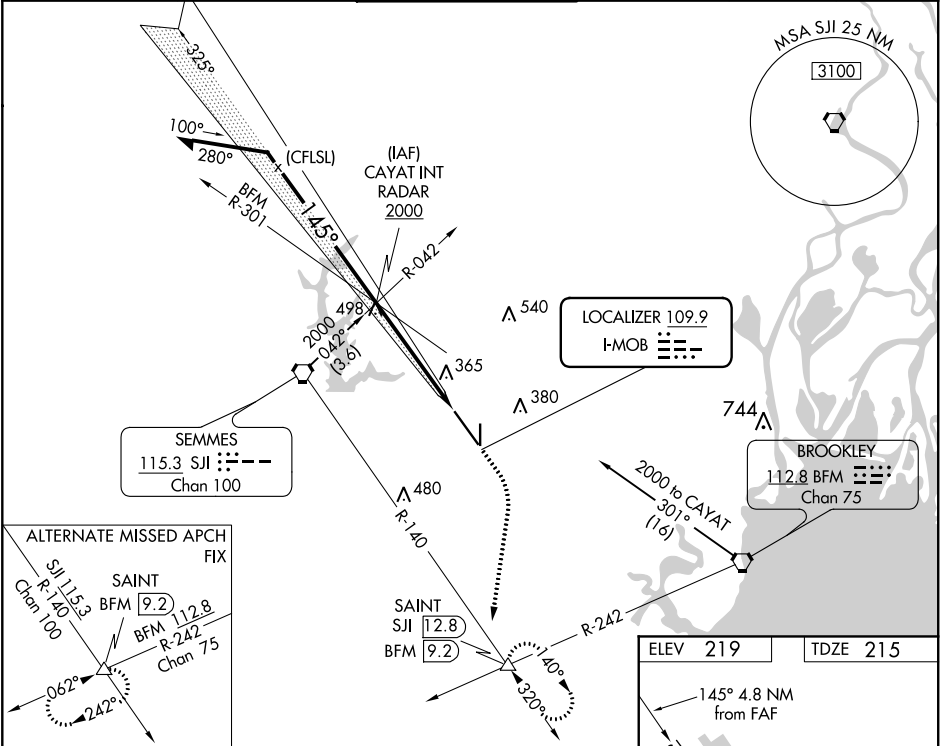 MSA SJI 25 NM
3100
325°
100°
280°
(CFLSL)
(IAF)
CAYAT INT
RADAR
2000
BFM
R-301
145°
R-042
498
2000
042°
(3.6)
540
LOCALIZER 109.9
I-MOB
365
380
744
SEMMES
115.3 SJI
Chan 100
BROOKLEY
112.8 BFM
Chan 75
2000 to CAYAT
301°
(16)
480
R-140
ALTERNATE MISSED APCH
FIX
SJI 115.3
R-140
Chan 100
SAINT
BFM 9.2
BFM 112.8
R-242
Chan 75
062°
242°
SAINT
SJI 12.8
BFM 9.2
R-242
140°
320°
ELEV 219
TDZE 215
145° 4.8 NM
from FAF